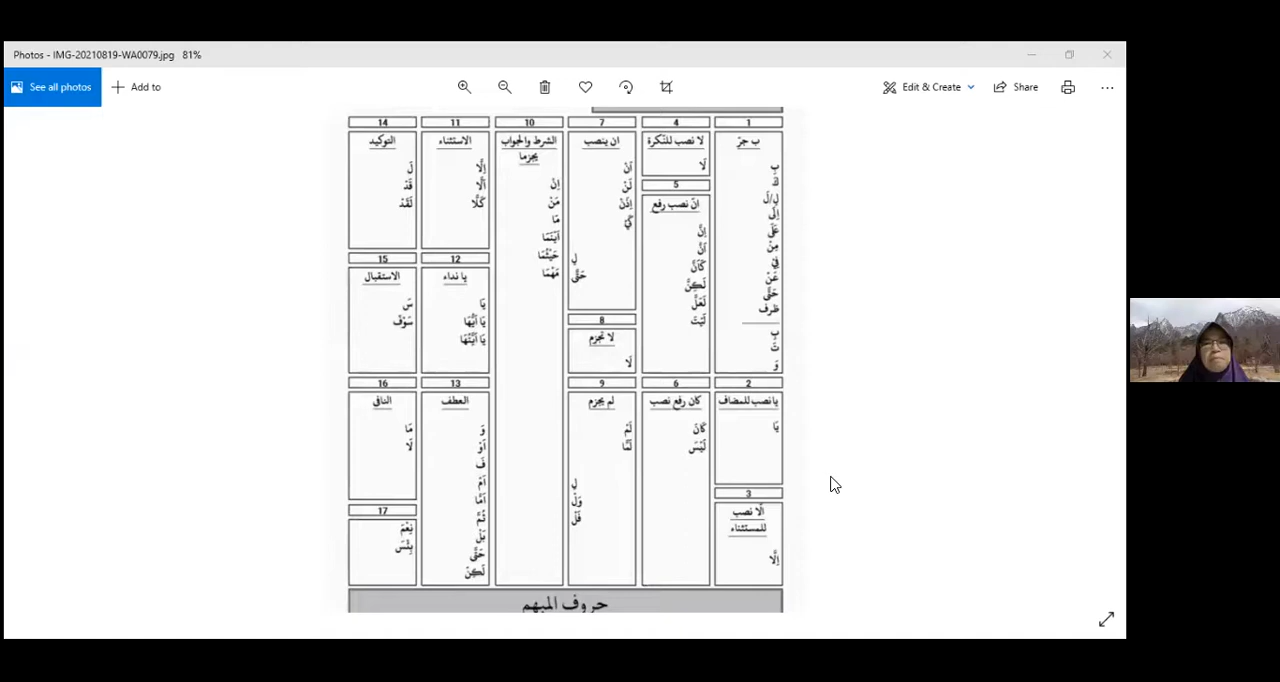 Photos - IMG-20210819-WA0079.jpg 81%
See all photos
Add to
Edit & Create
Share
1
ب جرّ
بِ
كَ
لِ/لَ
إِلَى
عَلَى
مِنْ
فِي
عَنْ
حَتَّى
ظرف
بِ
تَ
وَ
2
يا نصب للمضاف
يَا
3
الّا نصب
للمستثناء
إِلَّا
4
لا نصب للنّكرة
لَا
5
انّ نصب رفع
إِنَّ
أَنَّ
كَأَنَّ
لَكِنَّ
لَعَلَّ
لَيْتَ
6
كان رفع نصب
كَانَ
لَيْسَ
7
ان ينصب
أَنْ
لَنْ
إِذَنْ
كَيْ
لِ
حَتَّى
8
لا تجزم
لَا
9
لم يجزم
لَمْ
لَمَّا
لِ
وَلْ
فَلْ
10
الشرط والجواب
يجزما
إِنْ
مَنْ
مَا
أَيْنَمَا
حَيْثُمَا
مَهْمَا
11
الاستثناء
إِلَّا
أَلَّا
كَلَّا
12
يا نداء
يَا
يَا أَيُّهَا
يَا أَيَّتُهَا
13
العطف
وَ
أَوْ
فَ
أَمْ
أَمَّا
ثُمَّ
بَلْ
حَتَّى
لَكِنْ
14
التوكيد
لَ
قَدْ
لَقَدْ
15
الاستقبال
سَ
سَوْفَ
16
النافي
مَا
لَا
17
نِعْمَ
بِئْسَ
حروف المبهم